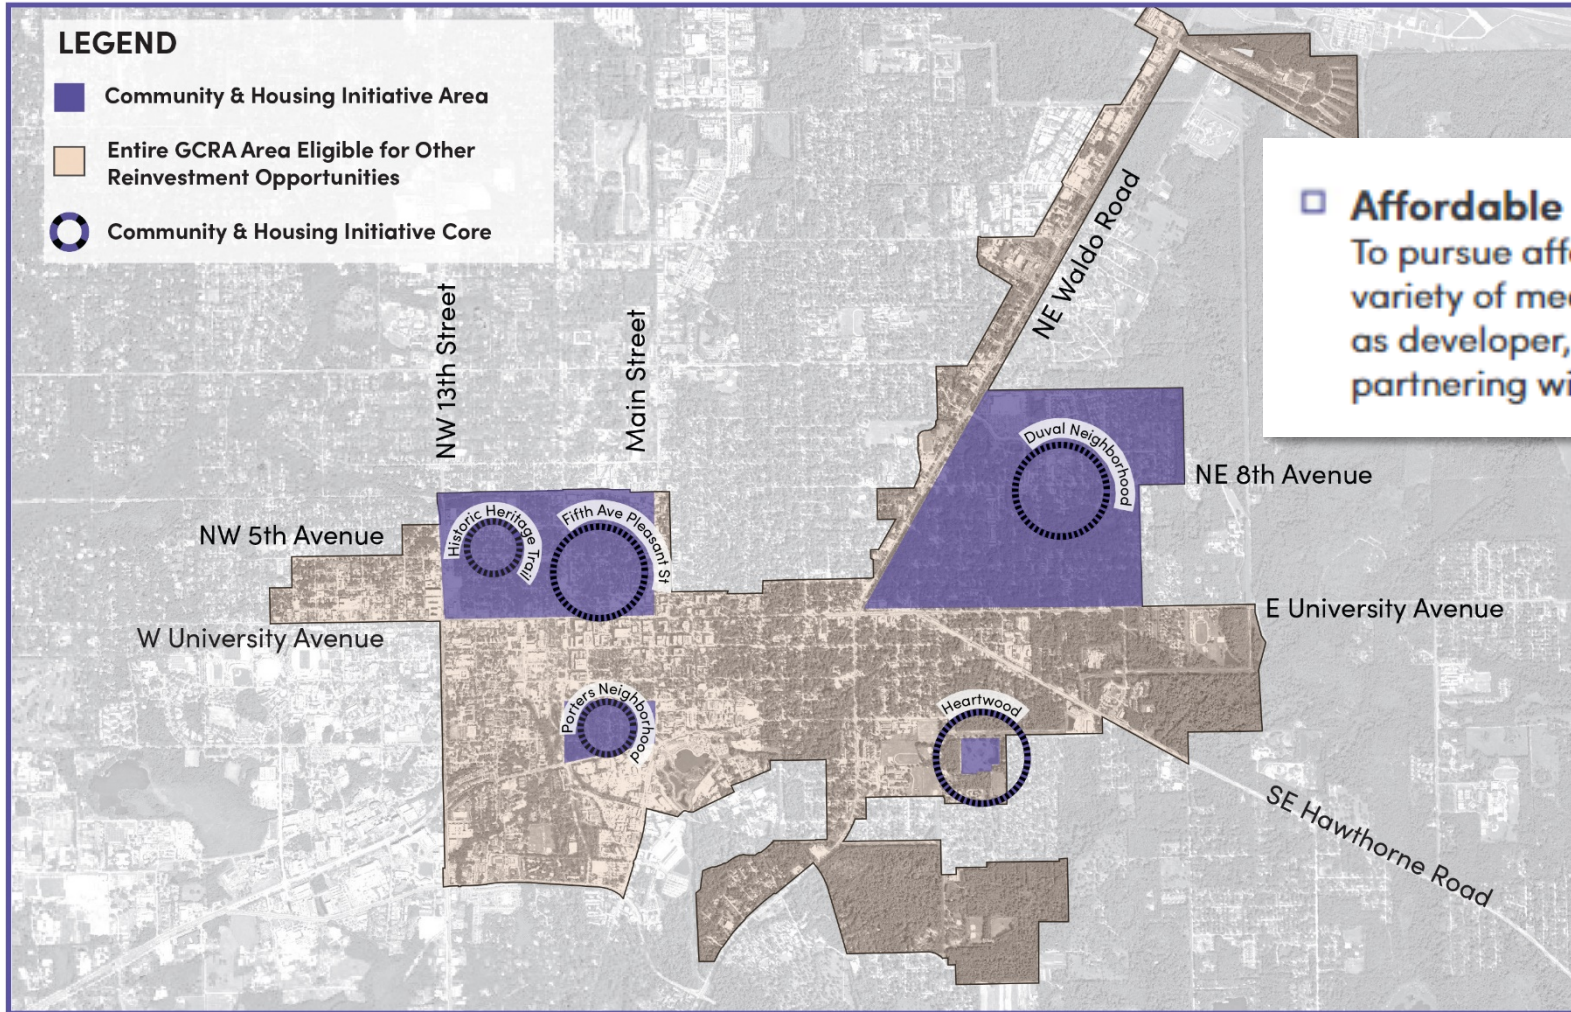 LEGEND
Community & Housing Initiative Area
Entire GCRA Area Eligible for Other
Reinvestment Opportunities
Community & Housing Initiative Core
NW 13th Street
Main Street
NE Waldo Road
Affordable
To pursue
variety of
as developer,
partnering
Duval Neighborhood
NE 8th Avenue
NW 5th Avenue
Historic Heritage Trail
Fifth Ave Pleasant St
W University Avenue
E University Avenue
Porters Neighborhood
Heartwood
SE Hawthorne Road